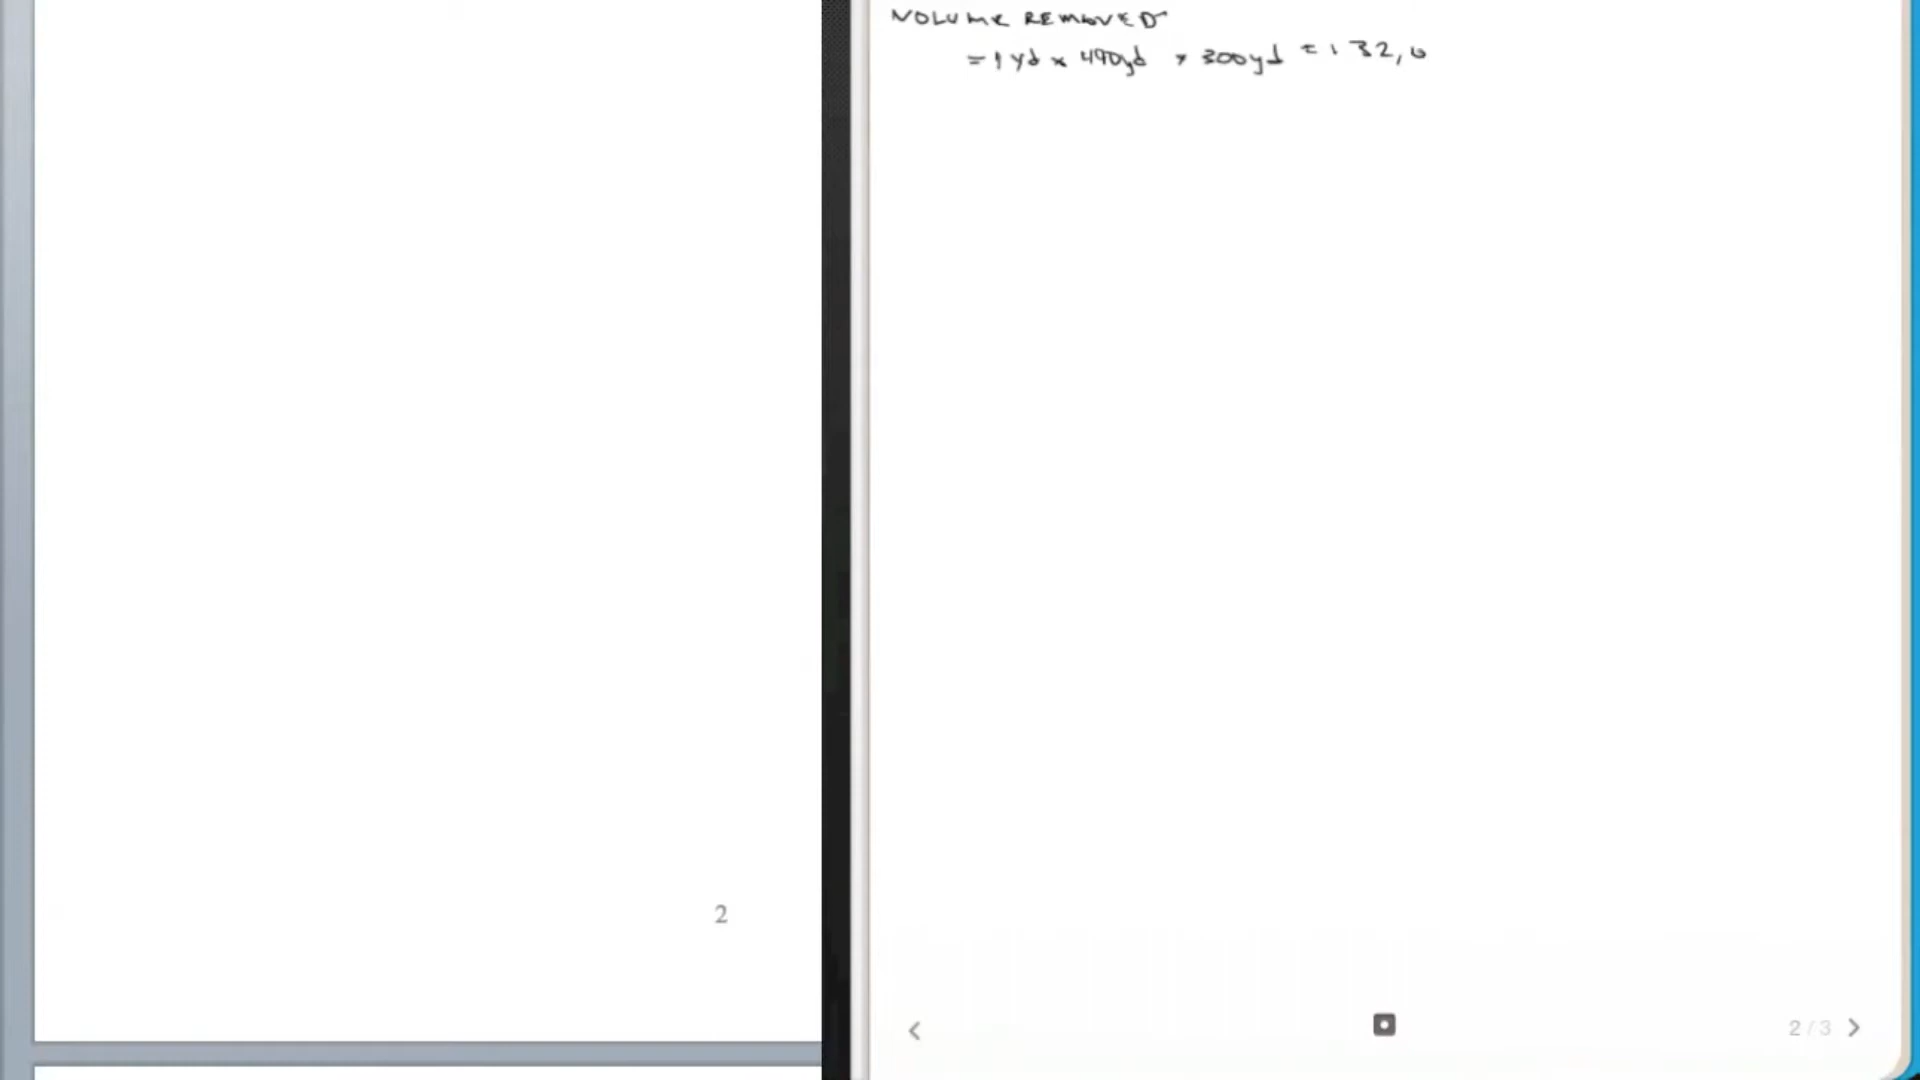 VOLUME REMOVED
= 1 yd x 440yd x 300yd = 132,0
2
2 / 3